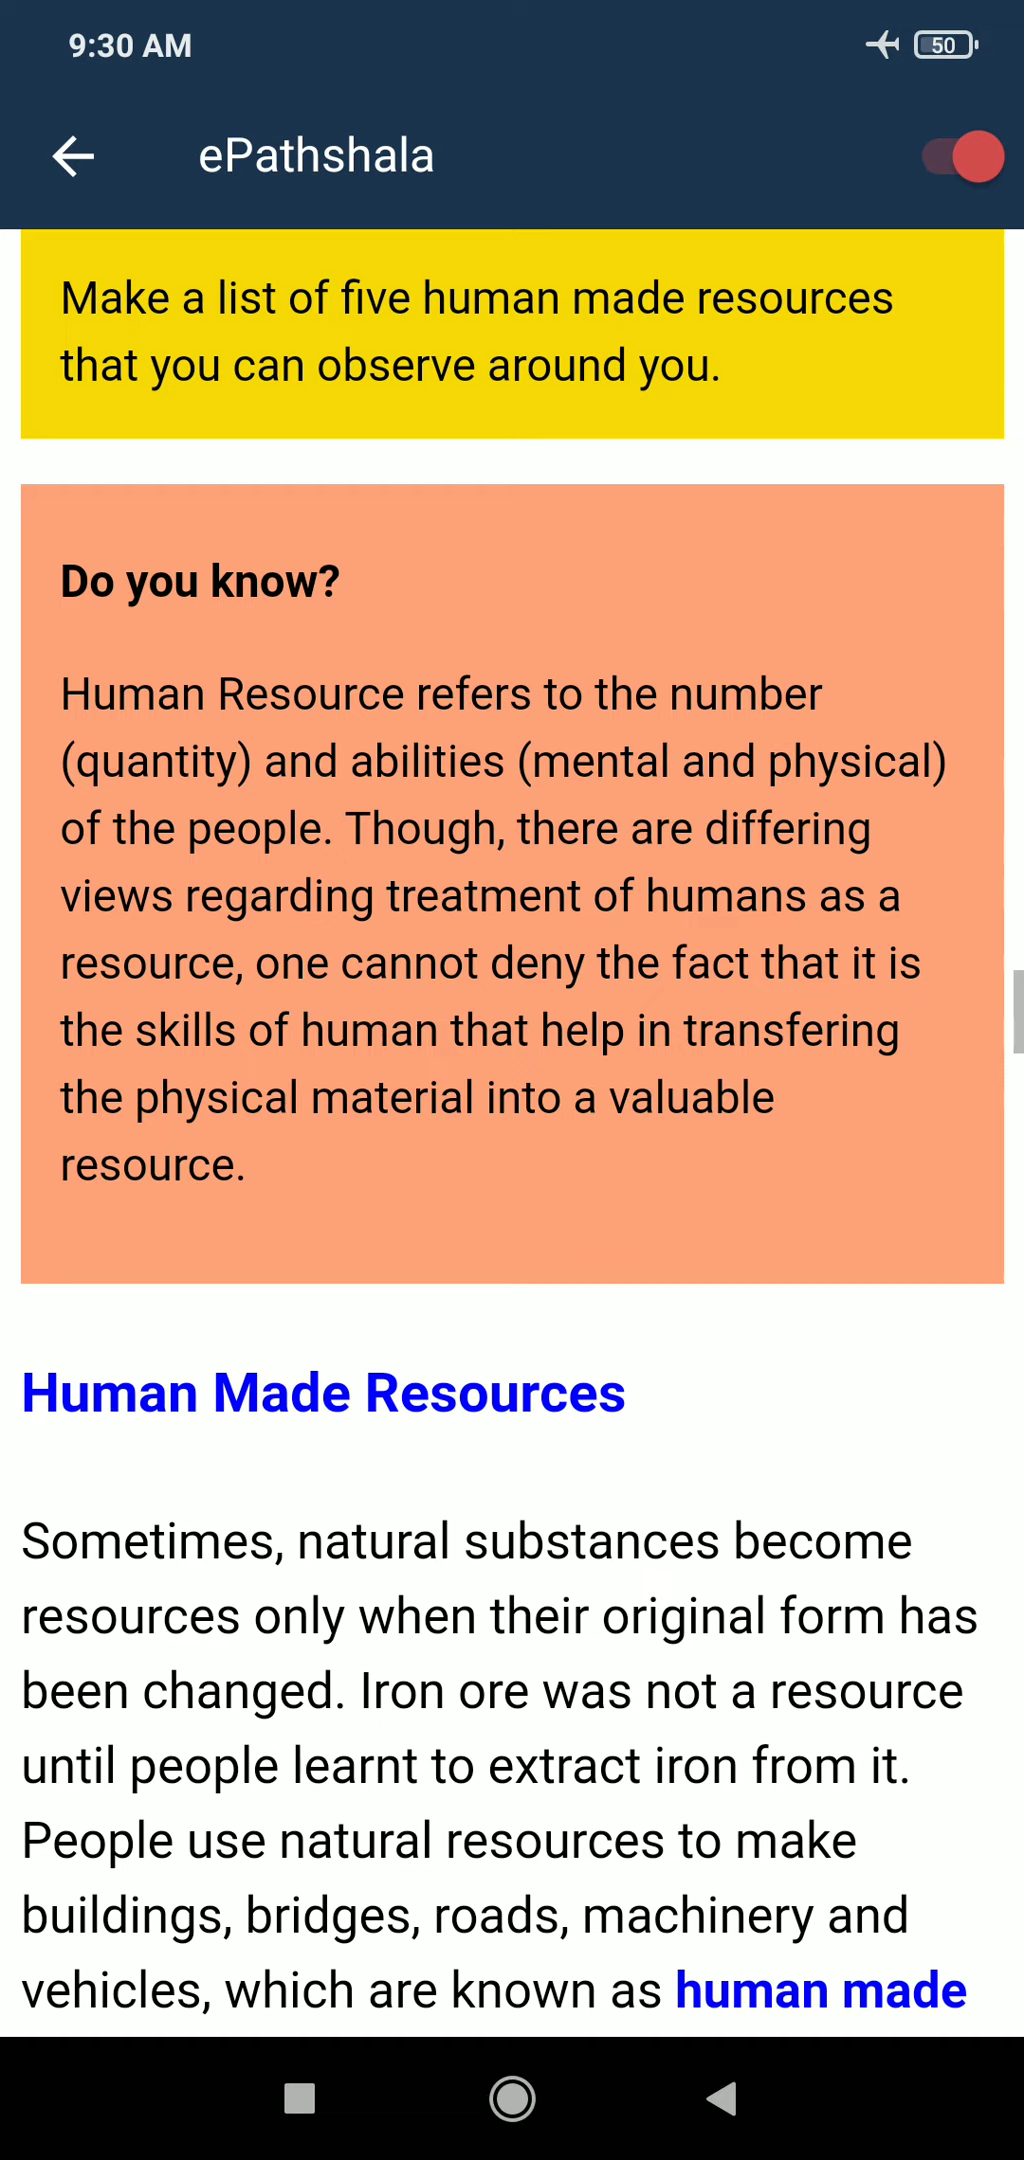 9:30 AM
50
ePathshala
Make a list of five human made resources
that you can observe around you.
Do you know?
Human Resource refers to the number
(quantity) and abilities (mental and physical)
of the people. Though, there are differing
views regarding treatment of humans as a
resource, one cannot deny the fact that it is
the skills of human that help in transfering
the physical material into a valuable
resource.
Human Made Resources
Sometimes, natural substances become
resources only when their original form has
been changed. Iron ore was not a resource
until people learnt to extract iron from it.
People use natural resources to make
buildings, bridges, roads, machinery and
vehicles, which are known as human made